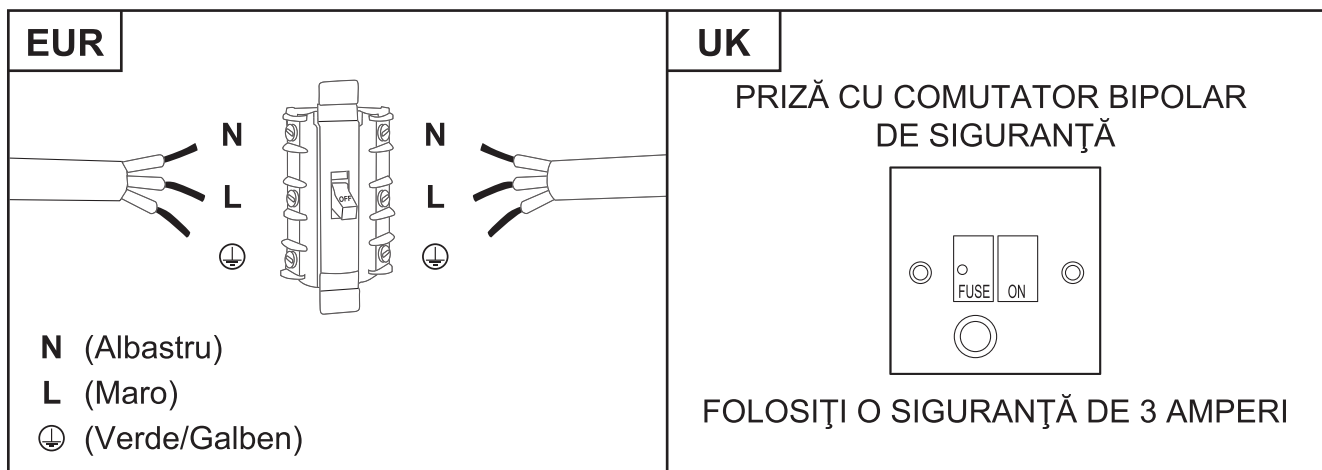 EUR
N N
L OFF L
N (Albastru)
L (Maro)
(Verde/Galben)
UK
PRIZĂ CU COMUTATOR BIPOLAR
DE SIGURANŢĂ
FUSE ON
FOLOSIŢI O SIGURANŢĂ DE 3 AMPERI